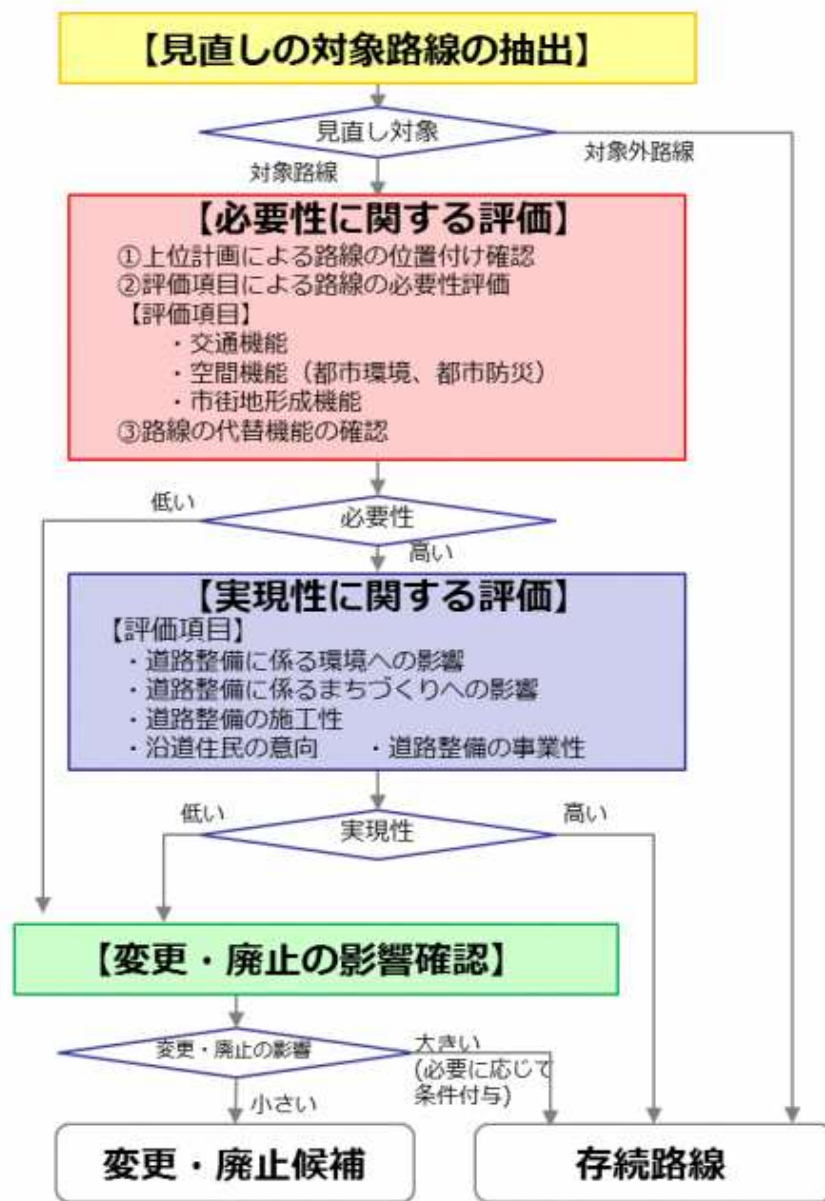 【見直しの対象路線の抽出】
見直し対象
対象外路線
対象路線
【必要性に関する評価】
①上位計画による路線の位置付け確認
②評価項目による路線の必要性評価
【評価項目】
・交通機能
・空間機能（都市環境、都市防災）
・市街地形成機能
③路線の代替機能の確認
低い
必要性
高い
【実現性に関する評価】
【評価項目】
・道路整備に係る環境への影響
・道路整備に係るまちづくりへの影響
・道路整備の施工性
・沿道住民の意向　・道路整備の事業性
低い
実現性
高い
【変更・廃止の影響確認】
変更・廃止の影響
大きい
(必要に応じて
条件付与)
小さい
変更・廃止候補
存続路線